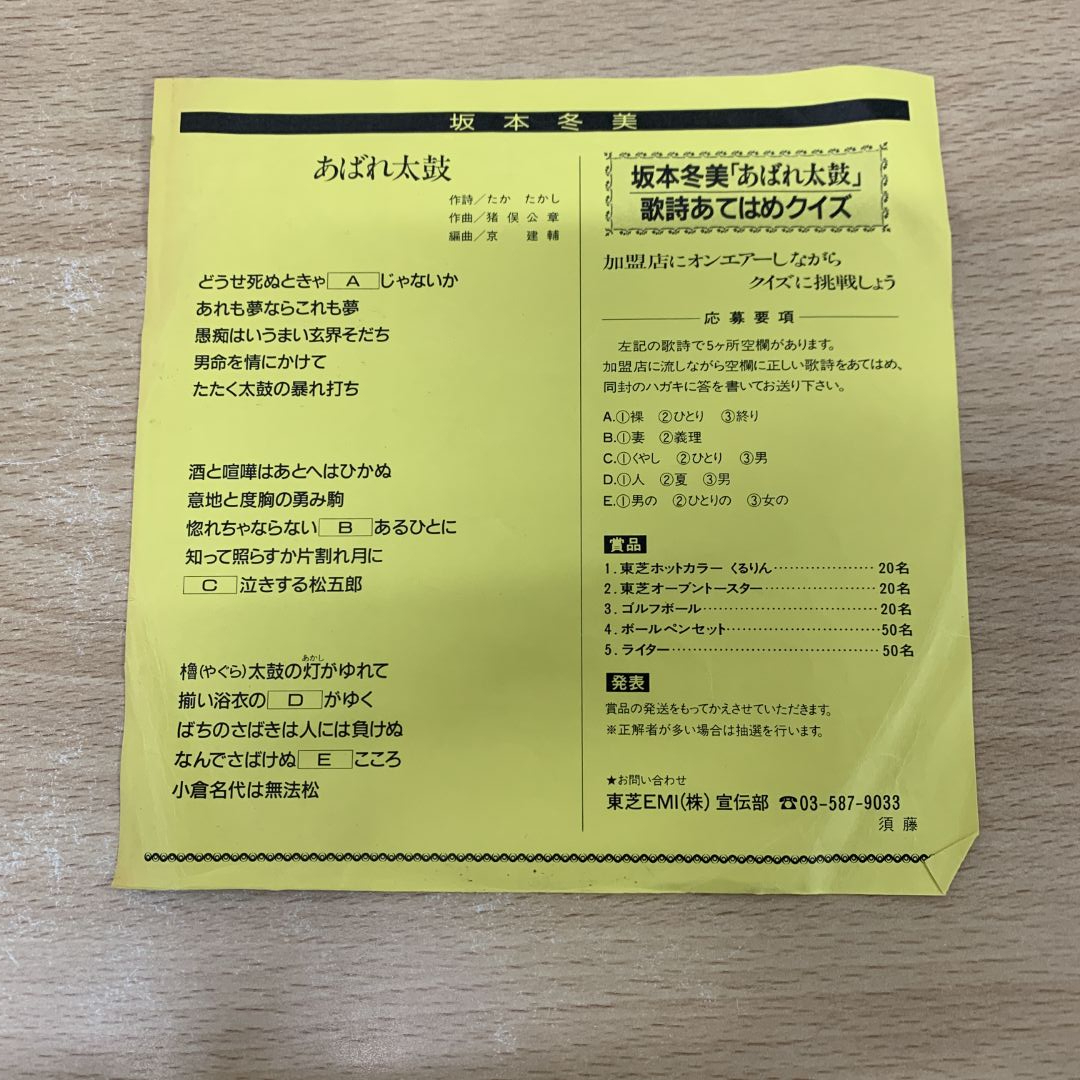 坂本冬美
あばれ太鼓
作詩／たか たかし
作曲／猪俣公章
編曲／京 建輔
どうせ死ぬときゃ A じゃないか
あれも夢ならこれも夢
愚痴はいうまい玄界そだち
男命を情にかけて
たたく太鼓の暴れ打ち
酒と喧嘩はあとへはひかぬ
意地と度胸の勇み駒
惚れちゃならない B あるひとに
知って照らすか片割れ月に
C 泣きする松五郎
櫓(やぐら)太鼓の灯がゆれて
あかし
揃い浴衣の D がゆく
ばちのさばきは人には負けぬ
なんでさばけぬ E こころ
小倉名代は無法松
坂本冬美「あばれ太鼓」
歌詩あてはめクイズ
加盟店にオンエアーしながら
クイズに挑戦しよう
応募要項
左記の歌詩で5ヶ所空欄があります。
加盟店に流しながら空欄に正しい歌詩をあてはめ、
同封のハガキに答を書いてお送り下さい。
A.①裸 ②ひとり ③終り
B.①妻 ②義理
C.①くやし ②ひとり ③男
D.①人 ②夏 ③男
E.①男の ②ひとりの ③女の
賞品
1.東芝ホットカラー くるりん………………20名
2.東芝オーブントースター…………………20名
3.ゴルフボール………………………………20名
4.ボールペンセット…………………………50名
5.ライター……………………………………50名
発表
賞品の発送をもってかえさせていただきます。
※正解者が多い場合は抽選を行います。
★お問い合わせ
東芝EMI(株) 宣伝部 ☎03-587-9033
須藤